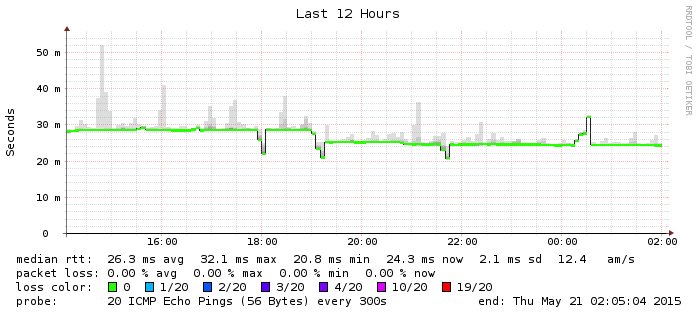 Last 12 Hours
RRDTOOL / TOBI OETIKER
Seconds
50 m
40 m
30 m
20 m
10 m
0
16:00 18:00 20:00 22:00 00:00 02:00
median rtt: 26.3 ms avg 32.1 ms max 20.8 ms min 24.3 ms now 2.1 ms sd 12.4 am/s
packet loss: 0.00 % avg 0.00 % max 0.00 % min 0.00 % now
loss color: 0 1/20 2/20 3/20 4/20 10/20 19/20
probe: 20 ICMP Echo Pings (56 Bytes) every 300s end: Thu May 21 02:05:04 2015